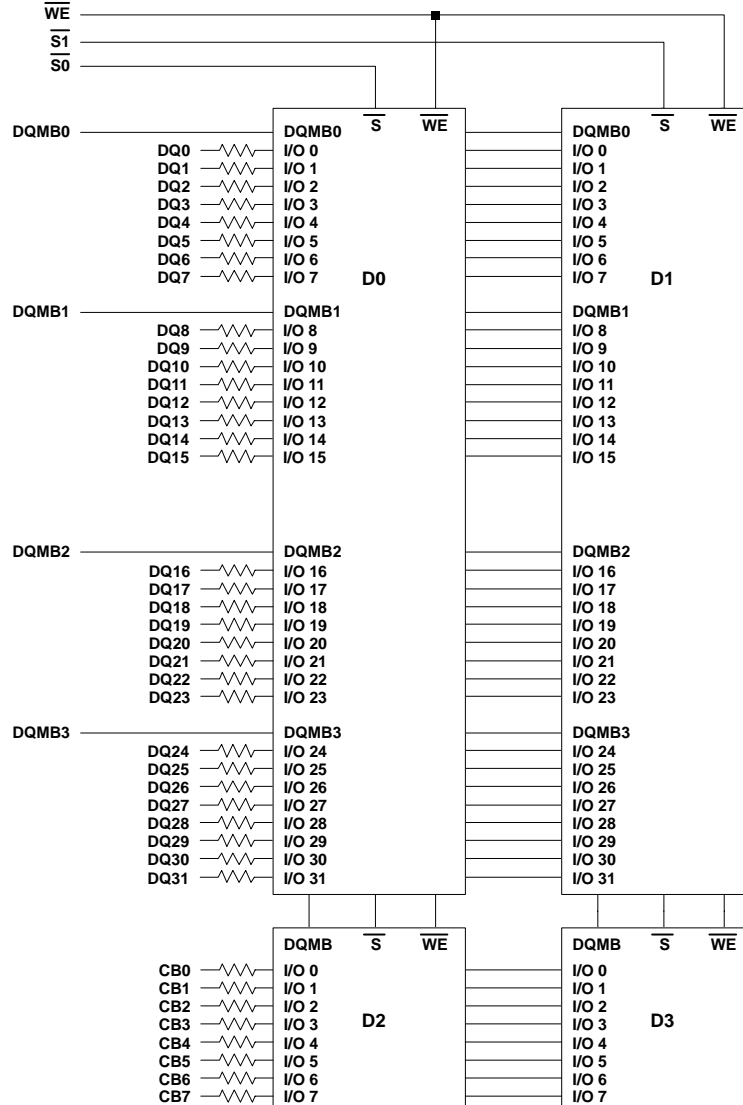 WE
S1
S0
S WE S WE
DQMB0 DQMB0 DQMB0
DQ0 I/O 0 I/O 0
DQ1 I/O 1 I/O 1
DQ2 I/O 2 I/O 2
DQ3 I/O 3 I/O 3
DQ4 I/O 4 I/O 4
DQ5 I/O 5 I/O 5
DQ6 I/O 6 I/O 6
DQ7 I/O 7 D0 I/O 7 D1
DQMB1 DQMB1 DQMB1
DQ8 I/O 8 I/O 8
DQ9 I/O 9 I/O 9
DQ10 I/O 10 I/O 10
DQ11 I/O 11 I/O 11
DQ12 I/O 12 I/O 12
DQ13 I/O 13 I/O 13
DQ14 I/O 14 I/O 14
DQ15 I/O 15 I/O 15
DQMB2 DQMB2 DQMB2
DQ16 I/O 16 I/O 16
DQ17 I/O 17 I/O 17
DQ18 I/O 18 I/O 18
DQ19 I/O 19 I/O 19
DQ20 I/O 20 I/O 20
DQ21 I/O 21 I/O 21
DQ22 I/O 22 I/O 22
DQ23 I/O 23 I/O 23
DQMB3 DQMB3 DQMB3
DQ24 I/O 24 I/O 24
DQ25 I/O 25 I/O 25
DQ26 I/O 26 I/O 26
DQ27 I/O 27 I/O 27
DQ28 I/O 28 I/O 28
DQ29 I/O 29 I/O 29
DQ30 I/O 30 I/O 30
DQ31 I/O 31 I/O 31
DQMB S WE DQMB S WE
CB0 I/O 0 I/O 0
CB1 I/O 1 I/O 1
CB2 I/O 2 I/O 2
CB3 I/O 3 D2 I/O 3 D3
CB4 I/O 4 I/O 4
CB5 I/O 5 I/O 5
CB6 I/O 6 I/O 6
CB7 I/O 7 I/O 7